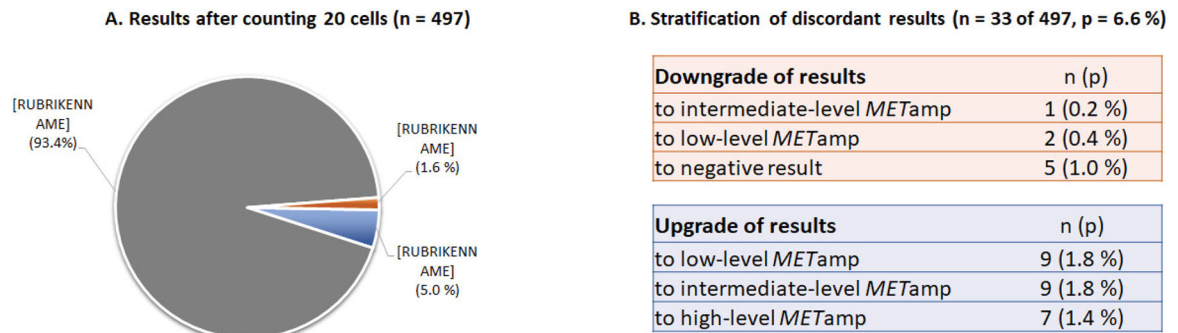 A. Results after counting 20 cells (n = 497)
[RUBRIKENN
AME]
(93.4%)
[RUBRIKENN
AME]
(1.6 %)
[RUBRIKENN
AME]
(5.0 %)
B. Stratification of discordant results (n = 33 of 497, p = 6.6 %)
Downgrade of results n (p)
to intermediate-level METamp 1 (0.2 %)
to low-level METamp 2 (0.4 %)
to negative result 5 (1.0 %)
Upgrade of results n (p)
to low-level METamp 9 (1.8 %)
to intermediate-level METamp 9 (1.8 %)
to high-level METamp 7 (1.4 %)